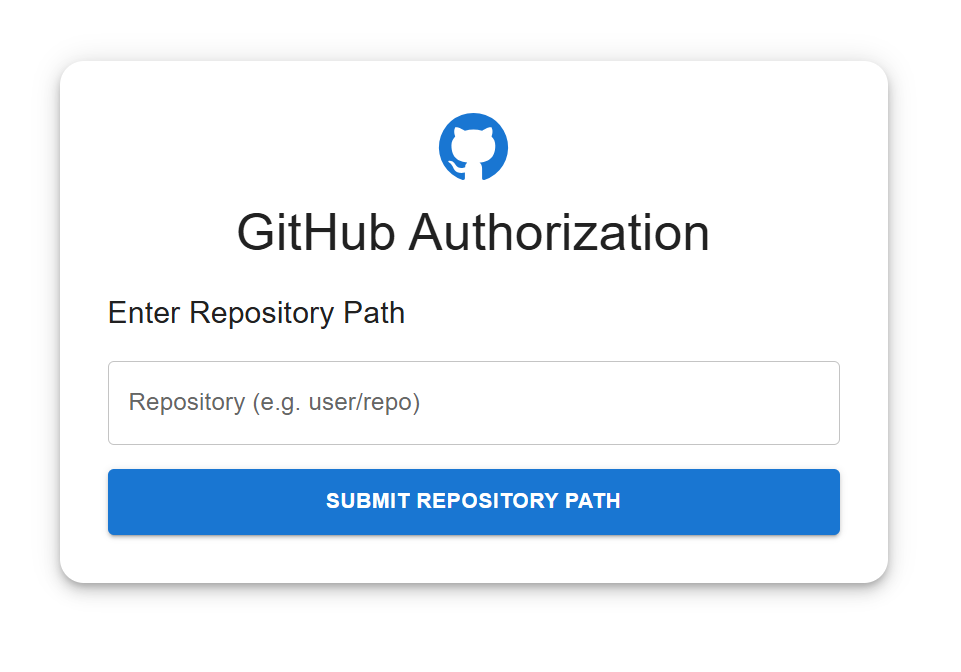 GitHub Authorization
Enter Repository Path
Repository (e.g. user/repo)
SUBMIT REPOSITORY PATH